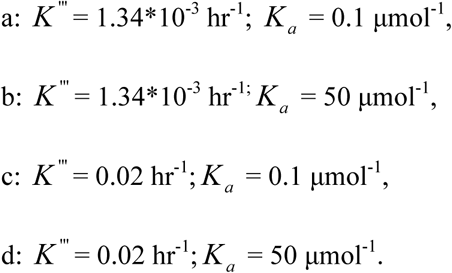 a: K''' = 1.34*10⁻³ hr⁻¹; Kₐ = 0.1 μmol⁻¹,
b: K''' = 1.34*10⁻³ hr⁻¹; Kₐ = 50 μmol⁻¹,
c: K''' = 0.02 hr⁻¹; Kₐ = 0.1 μmol⁻¹,
d: K''' = 0.02 hr⁻¹; Kₐ = 50 μmol⁻¹.